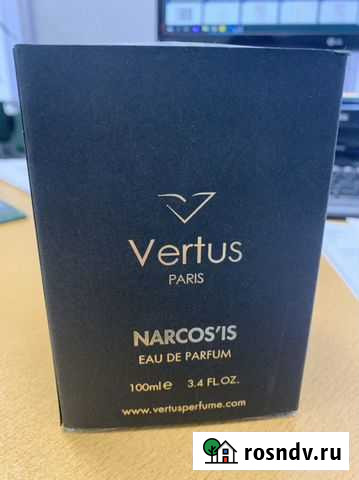 Vertus
PARIS
NARCOS'IS
EAU DE PARFUM
100ml e 3.4 FL.OZ.
www.vertusperfume.com
rosndv.ru